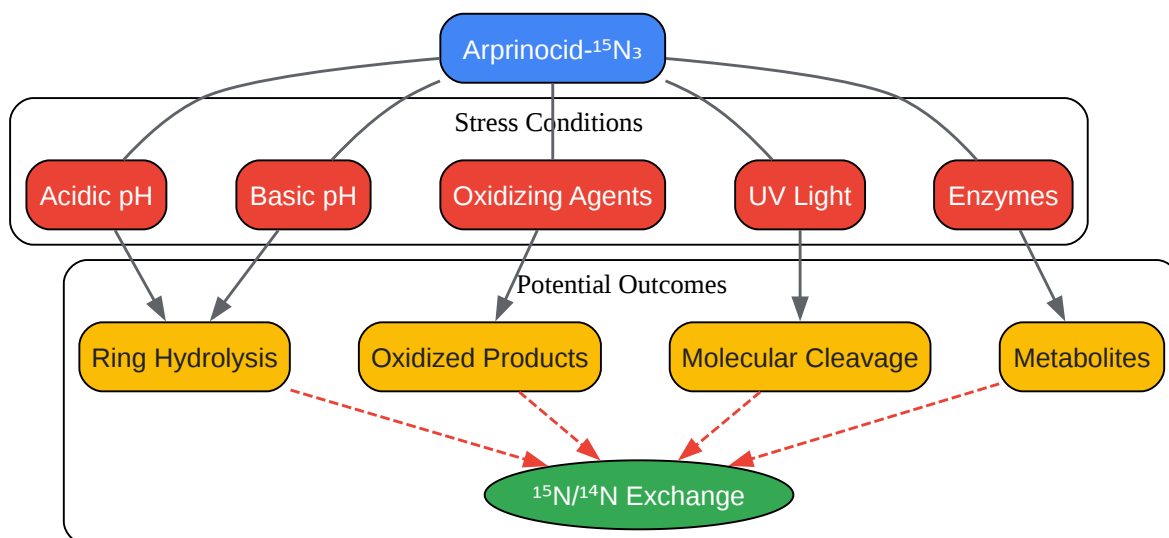 Arprinocid-¹⁵N₃
Stress Conditions
Acidic pH
Basic pH
Oxidizing Agents
UV Light
Enzymes
Potential Outcomes
Ring Hydrolysis
Oxidized Products
Molecular Cleavage
Metabolites
¹⁵N/¹⁴N Exchange